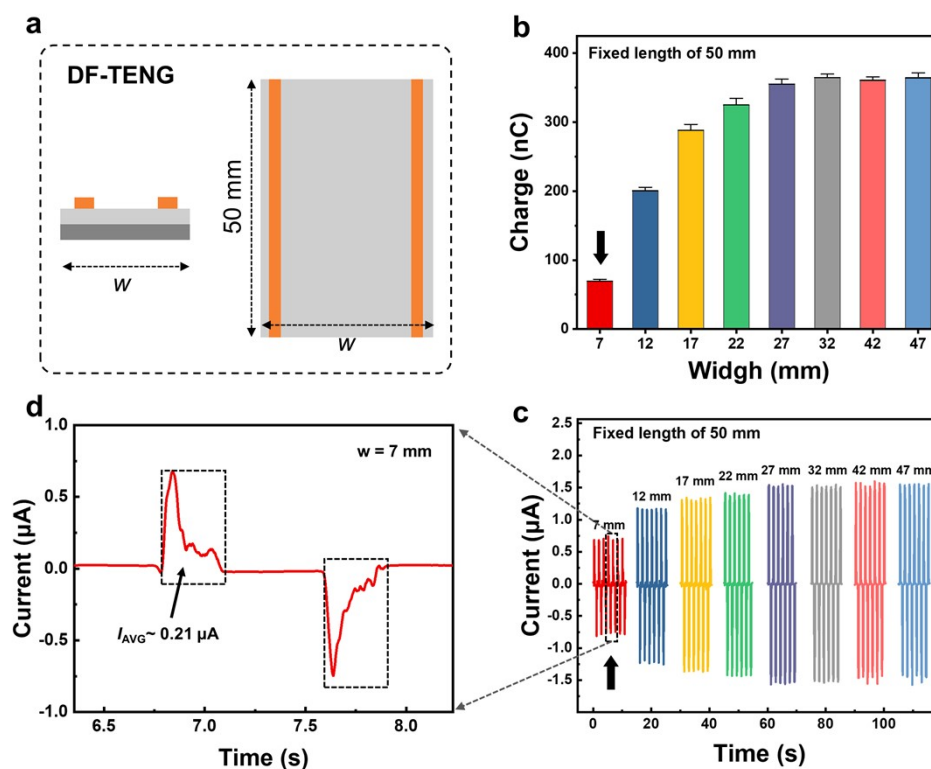 a
DF-TENG
50 mm
w
w
b
Fixed length of 50 mm
Charge (nC)
400
300
200
100
0
7 12 17 22 27 32 42 47
Widgh (mm)
d
w = 7 mm
Current (µA)
1.0
0.5
0.0
-0.5
-1.0
I_AVG~ 0.21 µA
6.5 7.0 7.5 8.0
Time (s)
c
Fixed length of 50 mm
Current (µA)
2.5
2.0
1.5
1.0
0.5
0.0
-0.5
-1.0
-1.5
7 mm 12 mm 17 mm 22 mm 27 mm 32 mm 42 mm 47 mm
0 20 40 60 80 100
Time (s)